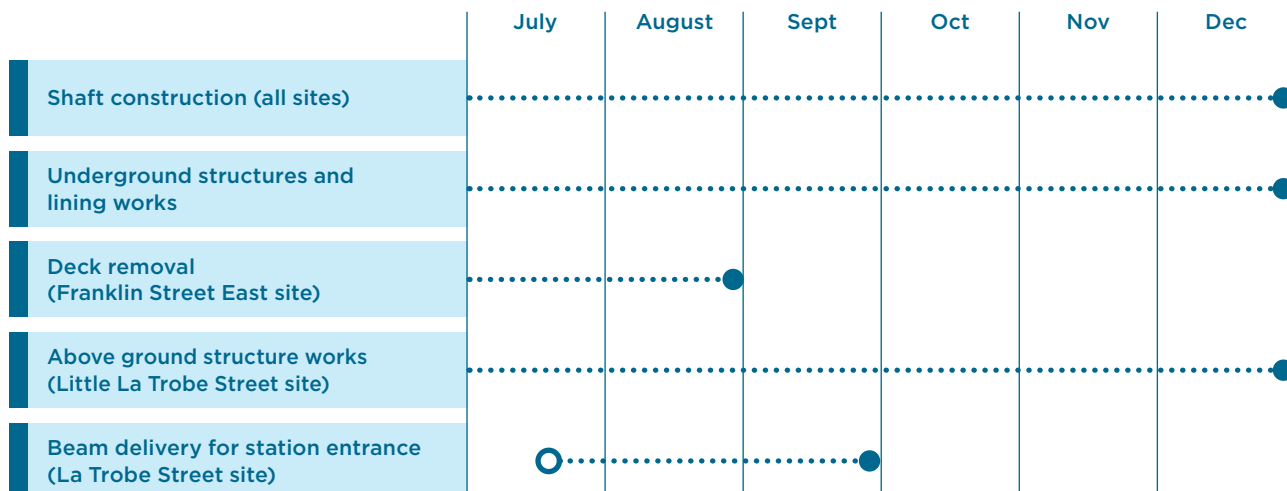 July August Sept Oct Nov Dec
Shaft construction (all sites)
Underground structures and
lining works
Deck removal
(Franklin Street East site)
Above ground structure works
(Little La Trobe Street site)
Beam delivery for station entrance
(La Trobe Street site)